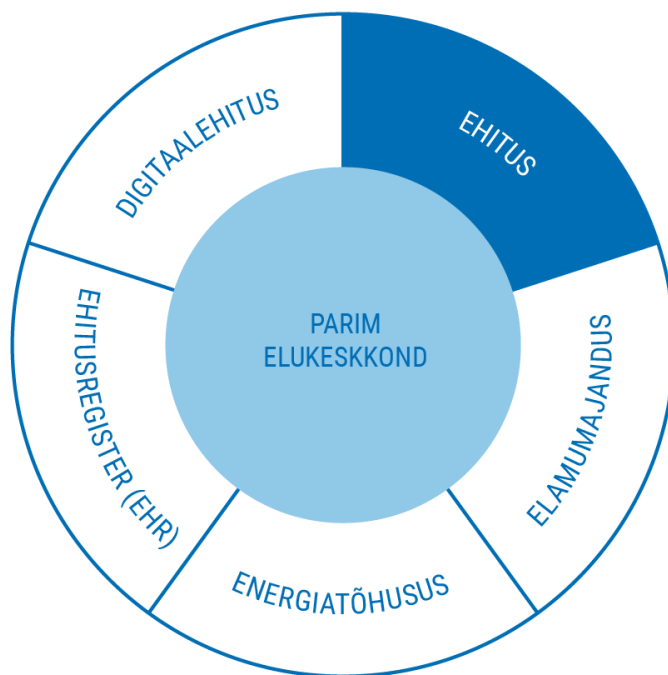 EHITUS
ELAMUMAJANDUS
ENERGIATÕHUSUS
EHITUSREGISTER (EHR)
DIGITAALEHITUS
PARIM
ELUKESKKOND